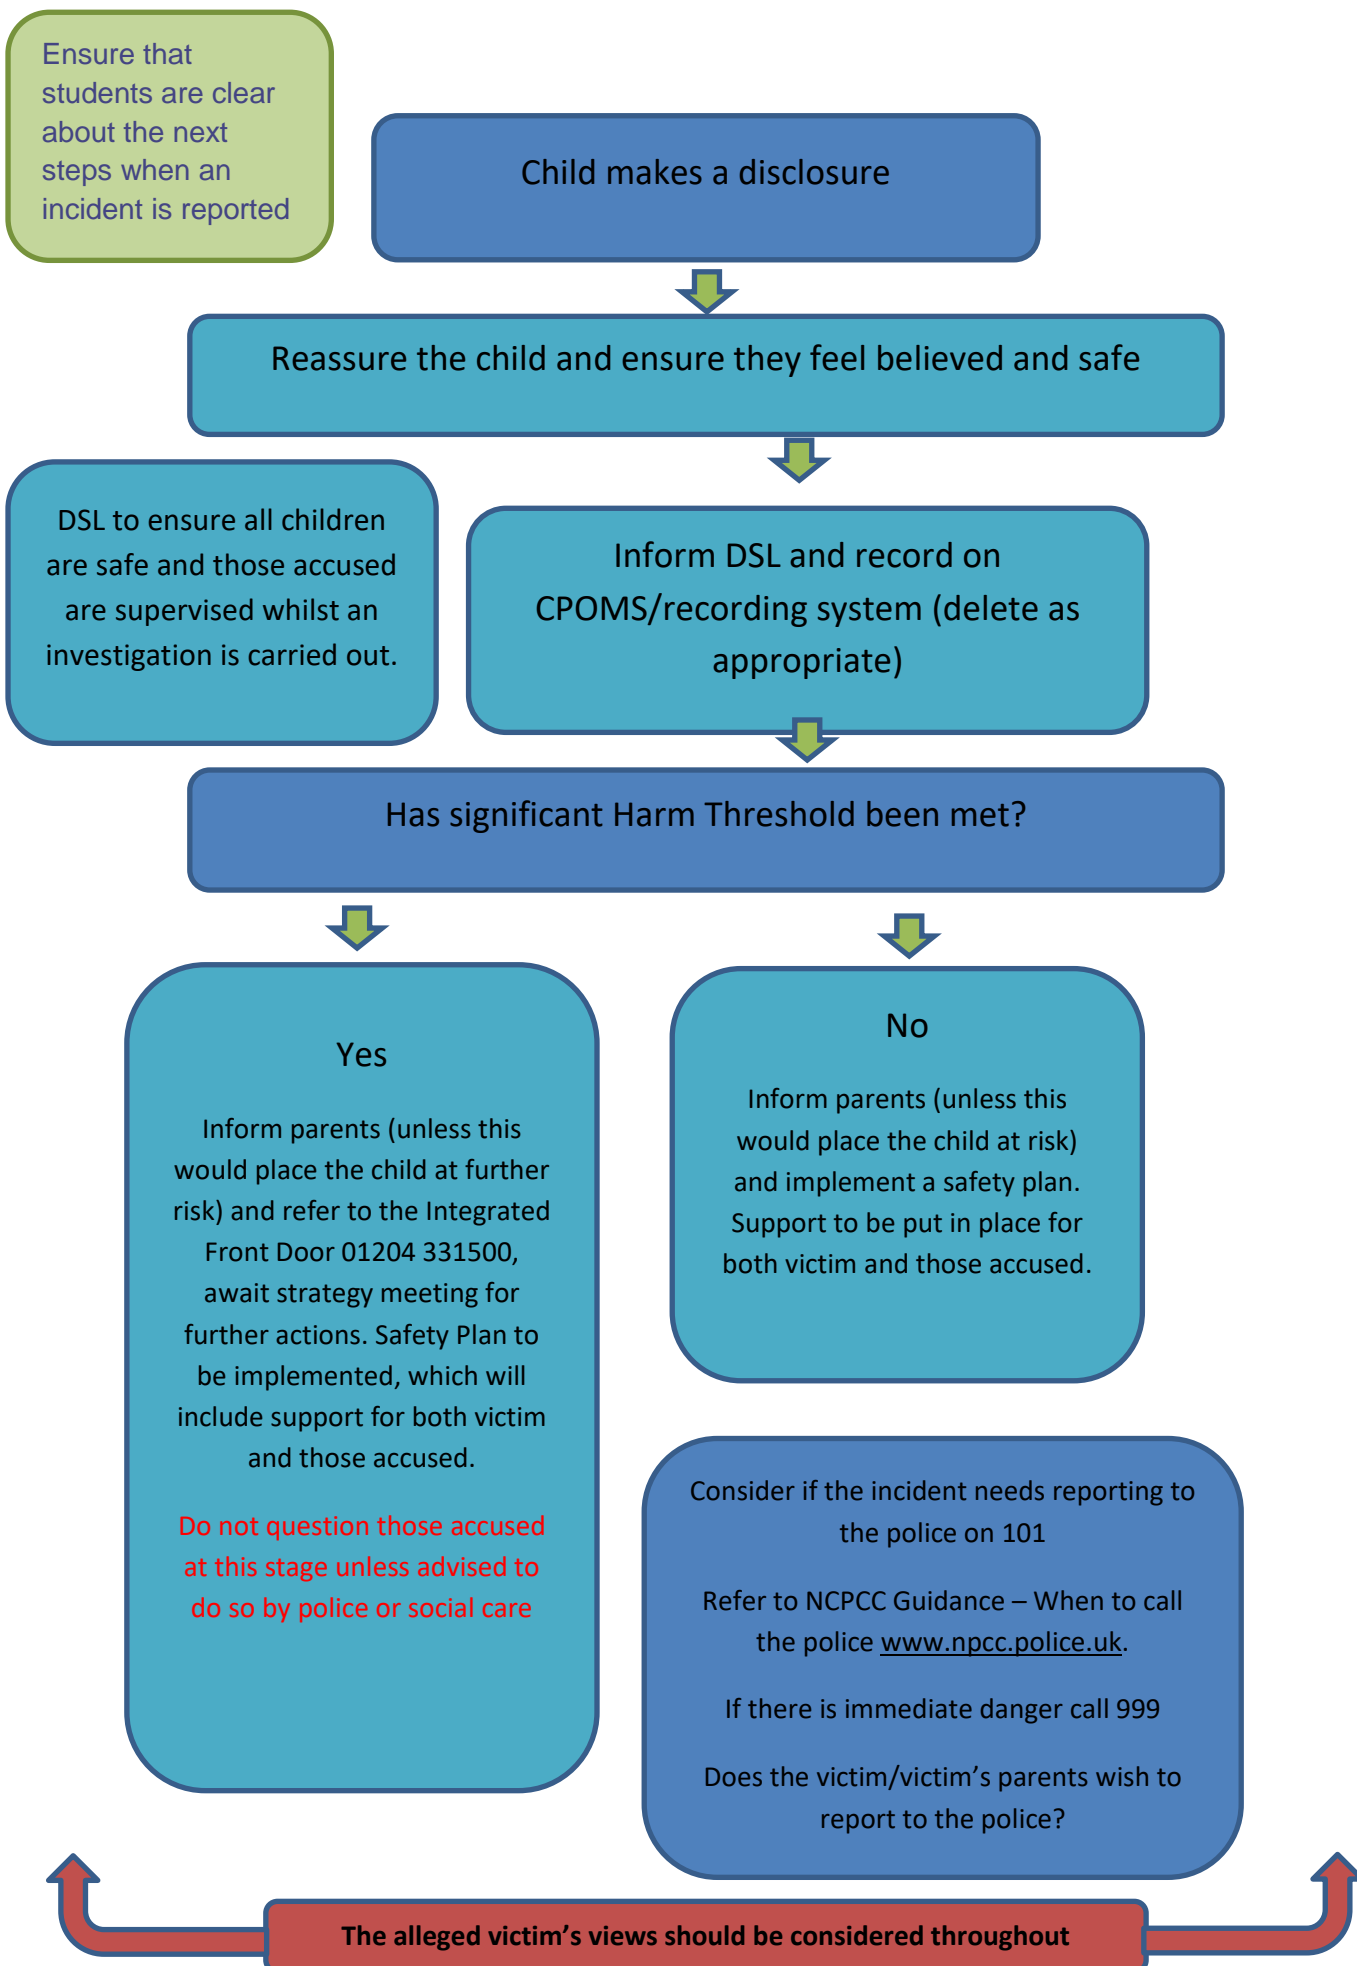 Ensure that
students are clear
about the next
steps when an
incident is reported
Child makes a disclosure
Reassure the child and ensure they feel believed and safe
DSL to ensure all children
are safe and those accused
are supervised whilst an
investigation is carried out.
Inform DSL and record on
CPOMS/recording system (delete as
appropriate)
Has significant Harm Threshold been met?
Yes
Inform parents (unless this
would place the child at further
risk) and refer to the Integrated
Front Door 01204 331500,
await strategy meeting for
further actions. Safety Plan to
be implemented, which will
include support for both victim
and those accused.
Do not question those accused
at this stage unless advised to
do so by police or social care
No
Inform parents (unless this
would place the child at risk)
and implement a safety plan.
Support to be put in place for
both victim and those accused.
Consider if the incident needs reporting to
the police on 101
Refer to NCPCC Guidance – When to call
the police www.npcc.police.uk.
If there is immediate danger call 999
Does the victim/victim’s parents wish to
report to the police?
The alleged victim’s views should be considered throughout